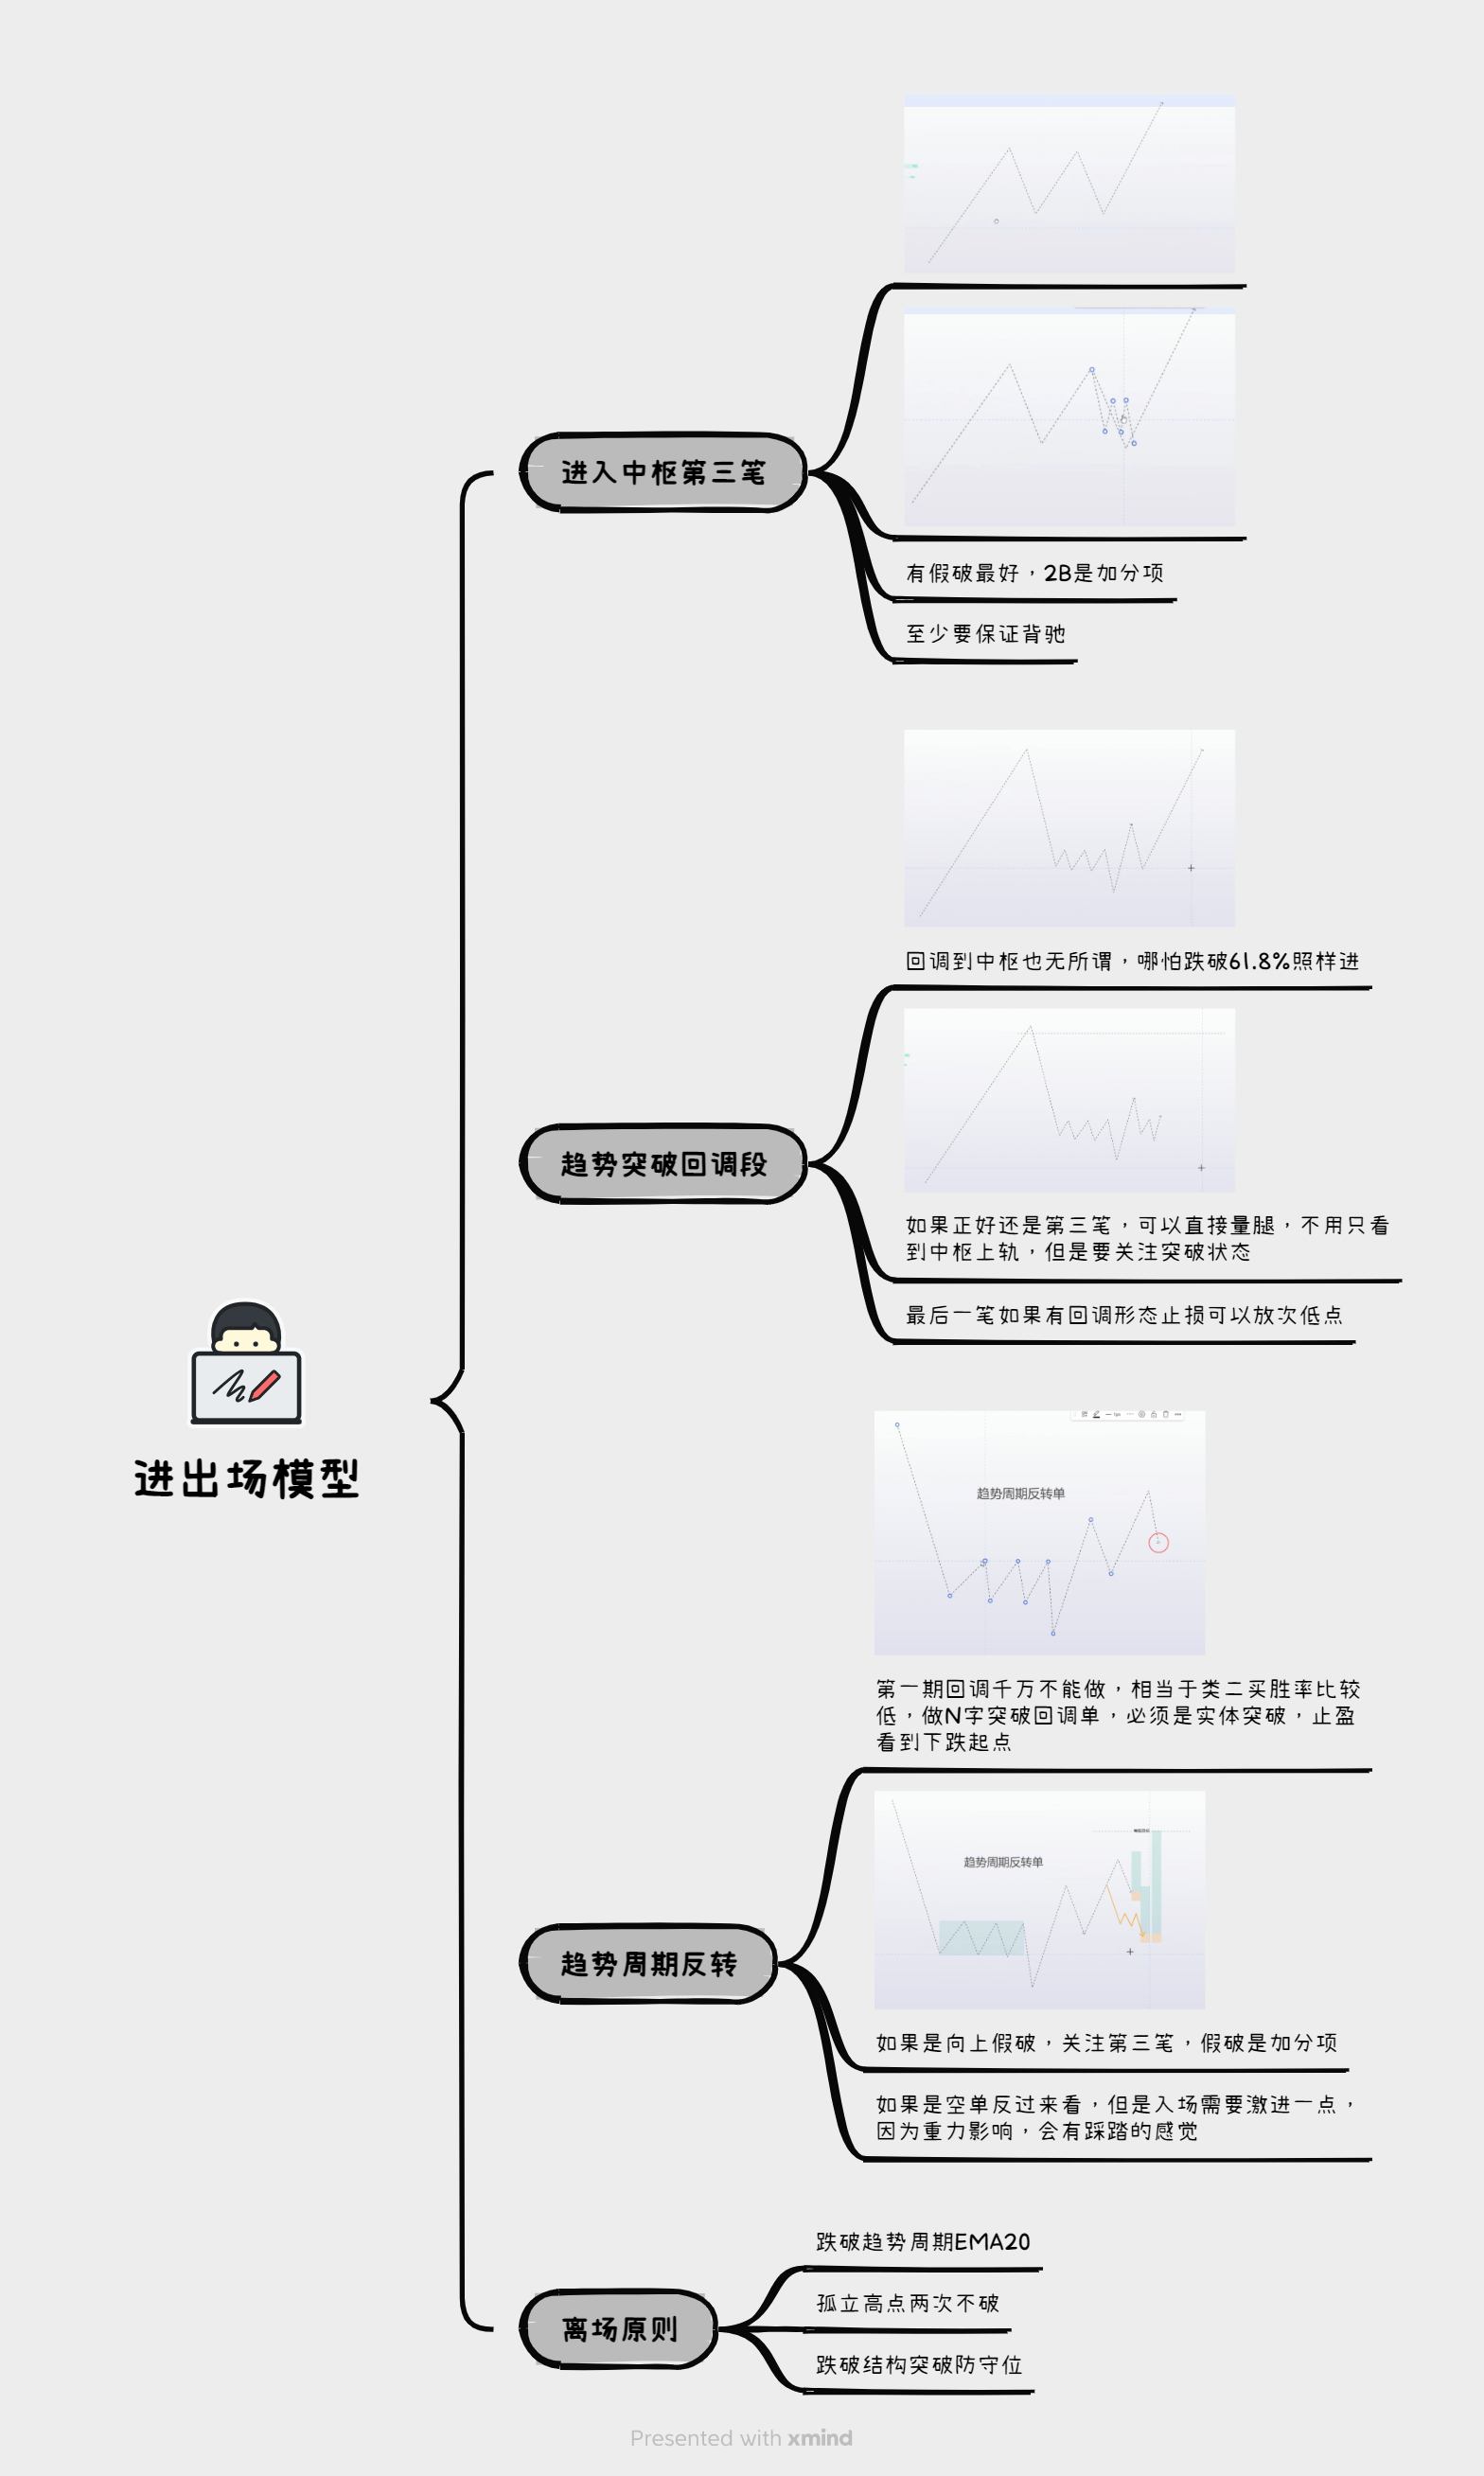 进入中枢第三笔
有假破最好，2B是加分项
至少要保证背驰
回调到中枢也无所谓，哪怕跌破61.8%照样进
趋势突破回调段
如果正好还是第三笔，可以直接量腿，不用只看
到中枢上轨，但是要关注突破状态
最后一笔如果有回调形态止损可以放次低点
进出场模型
趋势周期反转单
第一期回调千万不能做，相当于类二买胜率比较
低，做N字突破回调单，必须是实体突破，止盈
看到下跌起点
趋势周期反转单
趋势周期反转
如果是向上假破，关注第三笔，假破是加分项
如果是空单反过来看，但是入场需要激进一点，
因为重力影响，会有踩踏的感觉
跌破趋势周期EMA20
离场原则
孤立高点两次不破
跌破结构突破防守位
Presented with xmind